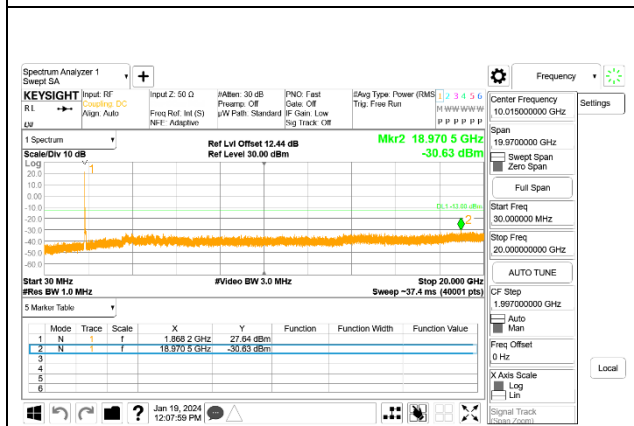 Spectrum Analyzer 1
Swept SA
+
Frequency
KEYSIGHT
Input: RF
Coupling: DC
Align: Auto
Input Z: 50 Ω
Freq Ref: Int (S)
NFE: Adaptive
#Atten: 30 dB
Preamp: Off
µW Path: Standard
PNO: Fast
Gate: Off
IF Gain: Low
Sig Track: Off
#Avg Type: Power (RMS
Trig: Free Run
1 2 3 4 5 6
M W W W W W
P P P P P P
1 Spectrum
Scale/Div 10 dB
Ref Lvl Offset 12.44 dB
Ref Level 30.00 dBm
Mkr2 18.970 5 GHz
-30.63 dBm
Log
20.0
10.0
0.00
-10.0
-20.0
-30.0
-40.0
-50.0
-60.0
1
2
Start 30 MHz
#Res BW 1.0 MHz
#Video BW 3.0 MHz
Stop 20.000 GHz
Sweep ~37.4 ms (40001 pts)
5 Marker Table
Mode Trace Scale X Y Function Function Width Function Value
1 N 1 f 1.868 2 GHz 27.64 dBm
2 N 1 f 18.970 5 GHz -30.63 dBm
3
4
5
6
?
Jan 19, 2024
12:07:59 PM
Center Frequency
10.015000000 GHz
Settings
Span
19.9700000 GHz
Swept Span
Zero Span
Full Span
Start Freq
30.000000 MHz
Stop Freq
20.000000000 GHz
AUTO TUNE
CF Step
1.997000000 GHz
Auto
Man
Freq Offset
0 Hz
Local
X Axis Scale
Log
Lin
Signal Track
(Span Zoom)